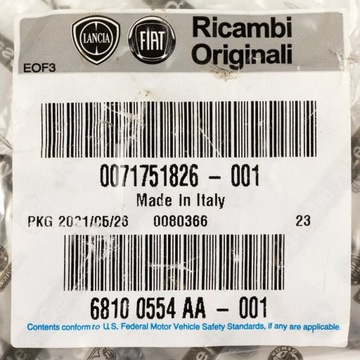 LANCIA FIAT Ricambi
Originali
EOF3
0071751826 - 001
Made In Italy
PKG 2021/05/26 0080366 23
6810 0554 AA - 001
Contents conform to U.S. Federal Motor Vehicle Safety Standards, if any are applicable.